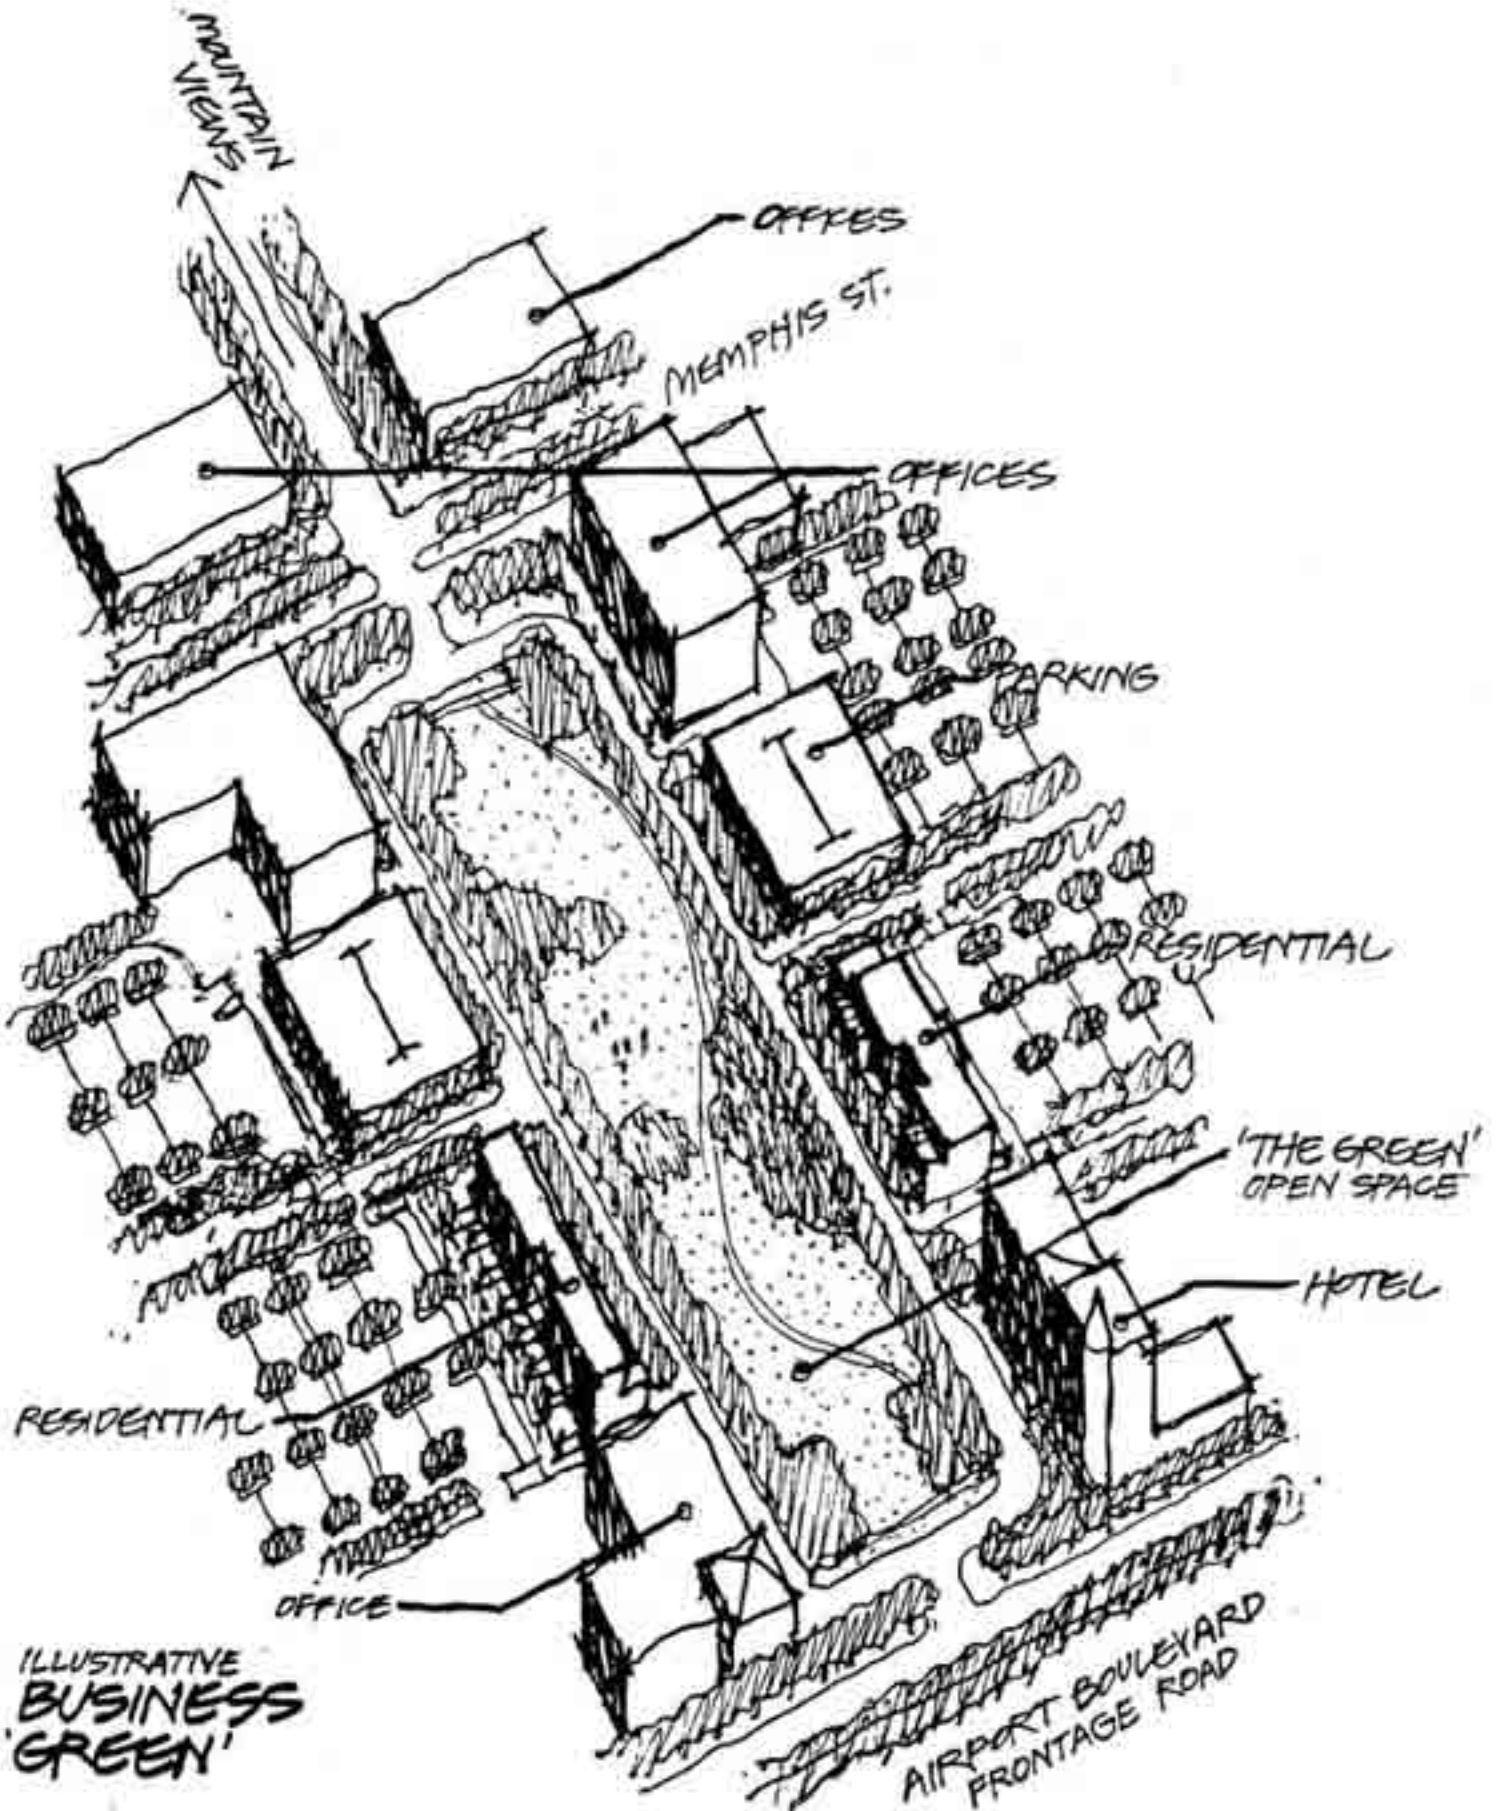 MOUNTAIN
VIEWS
OFFICES
MEMPHIS ST.
OFFICES
PARKING
RESIDENTIAL
'THE GREEN'
OPEN SPACE
HOTEL
RESIDENTIAL
OFFICE
ILLUSTRATIVE
BUSINESS
'GREEN'
AIRPORT BOULEVARD
FRONTAGE ROAD